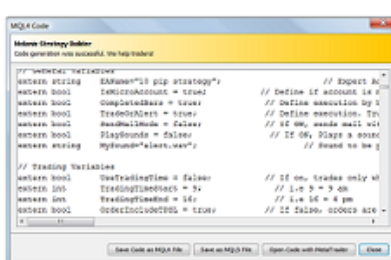 MQL4 Code
Strategy Builder
Code generation was successful. We help traders!
// General Variables
extern string EAName="10 pip strategy"; // Expert
extern bool IsMicroAccount = true; // Define if account is
extern bool CompletedBars = true; // Define execution by
extern bool TradeOrAlert = true; // Define execution.
extern bool SendMailMode = false; // If ON, sends mail
extern bool PlaySounds = false; // If ON, Plays a sound
extern string MySound="alert.wav"; // Sound to be
// Trading Variables
extern bool UseTradingTime = false; // If on, trades only
extern int TradingTimeStart = 9; // i.e 9 = 9 am
extern int TradingTimeEnd = 16; // i.e 16 = 4 pm
extern bool OrderIncludeTPSL = true; // If false, orders are
Save Code as MQL4 File Save as MQL5 File Open Code with MetaTrader Close